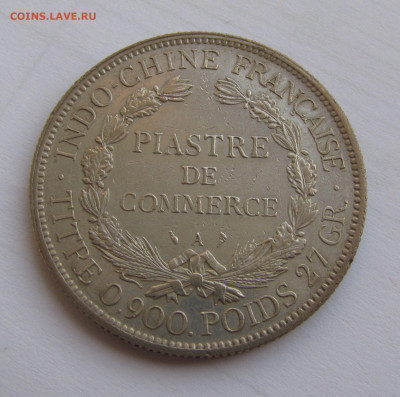 COINS.LAVE.RU
INDO-CHINE FRANÇAISE
PIASTRE
DE
COMMERCE
A
TITRE 0,900. POIDS 27 GR.